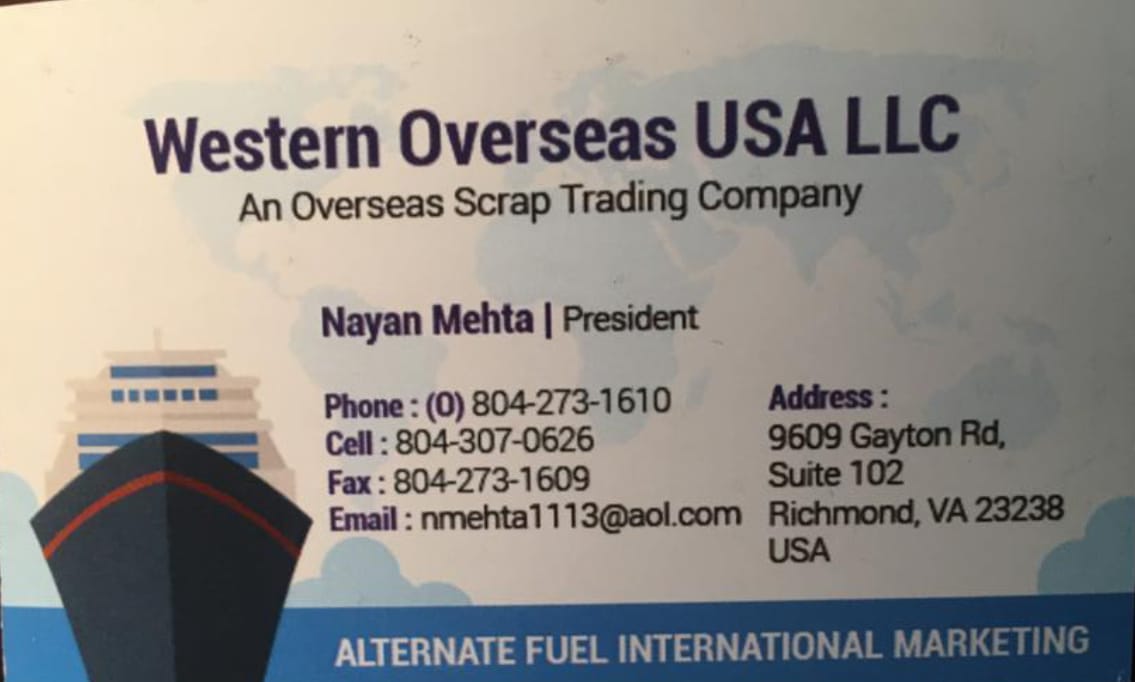 Western Overseas USA LLC
An Overseas Scrap Trading Company
Nayan Mehta | President
Phone : (O) 804-273-1610
Cell : 804-307-0626
Fax : 804-273-1609
Email : nmehta1113@aol.com
Address :
9609 Gayton Rd,
Suite 102
Richmond, VA 23238
USA
ALTERNATE FUEL INTERNATIONAL MARKETING